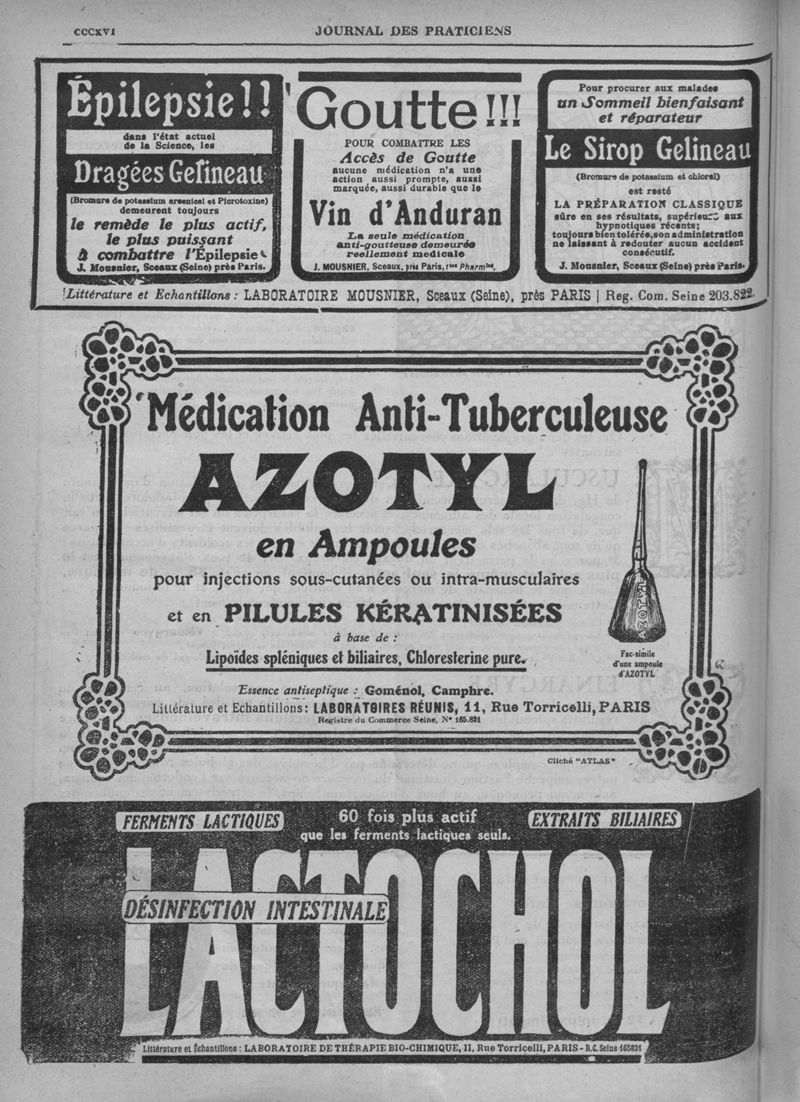 CCCXVI
JOURNAL DES PRATICIENS
Épilepsie!!
dans l'état actuel
de la Science, les
Dragées Gelineau
(Bromure de potassium arsenical et Picrotoxine)
demeurent toujours
le remède le plus actif,
le plus puissant
à combattre l'Épilepsie
J. Mousnier, Sceaux (Seine) près Paris.
Goutte!!!
POUR COMBATTRE LES
Accès de Goutte
aucune médication n'a une
action aussi prompte, aussi
marquée, aussi durable que le
Vin d'Anduran
La seule médication
anti-goutteuse demeurée
reellement medicale
J. MOUSNIER, Sceaux, près Paris, ttes Pharmies.
Pour procurer aux malades
un Sommeil bienfaisant
et réparateur
Le Sirop Gelineau
(Bromure de potassium et chloral)
est resté
LA PRÉPARATION CLASSIQUE
sûre en ses résultats, supérieure aux
hypnotiques récents;
toujours bien tolérée, son administration
ne laissant à redouter aucun accident
consécutif.
J. Mousnier, Sceaux (Seine) près Paris.
Littérature et Echantillons : LABORATOIRE MOUSNIER, Sceaux (Seine), près PARIS | Reg. Com. Seine 203.822.
Médication Anti-Tuberculeuse
AZOTYL
en Ampoules
pour injections sous-cutanées ou intra-musculaires
et en PILULES KÉRATINISÉES
à base de :
Lipoïdes spléniques et biliaires, Chloresterine pure.
AZOTYL
Fac-simile
d'une ampoule
d'AZOTYL
Essence antiseptique : Goménol, Camphre.
Littérature et Echantillons : LABORATOIRES RÉUNIS, 11, Rue Torricelli, PARIS
Registre du Commerce Seine, N° 165.831
Cliché "ATLAS"
FERMENTS LACTIQUES
60 fois plus actif
que les ferments lactiques seuls.
EXTRAITS BILIAIRES
LACTOCHOL
DÉSINFECTION INTESTINALE
Littérature et Échantillons : LABORATOIRE DE THÉRAPIE BIO-CHIMIQUE, 11, Rue Torricelli, PARIS - R.C. Seine 165831